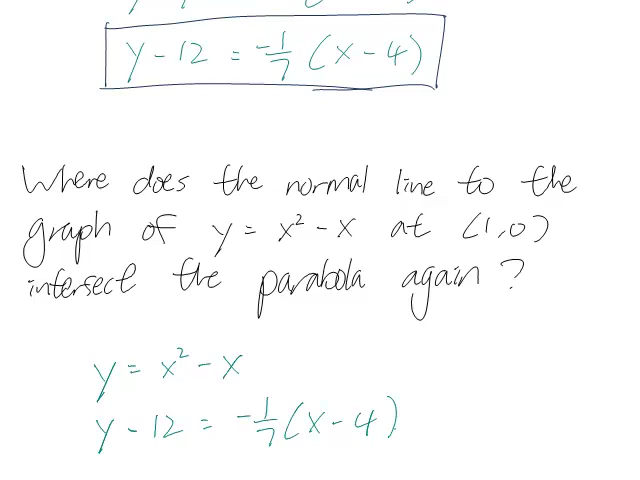 y - 12 = -1/7 (x - 4)
Where does the normal line to the
graph of y = x² - x at (1,0)
intersect the parabola again?
y = x² - x
y - 12 = -1/7 (x - 4)